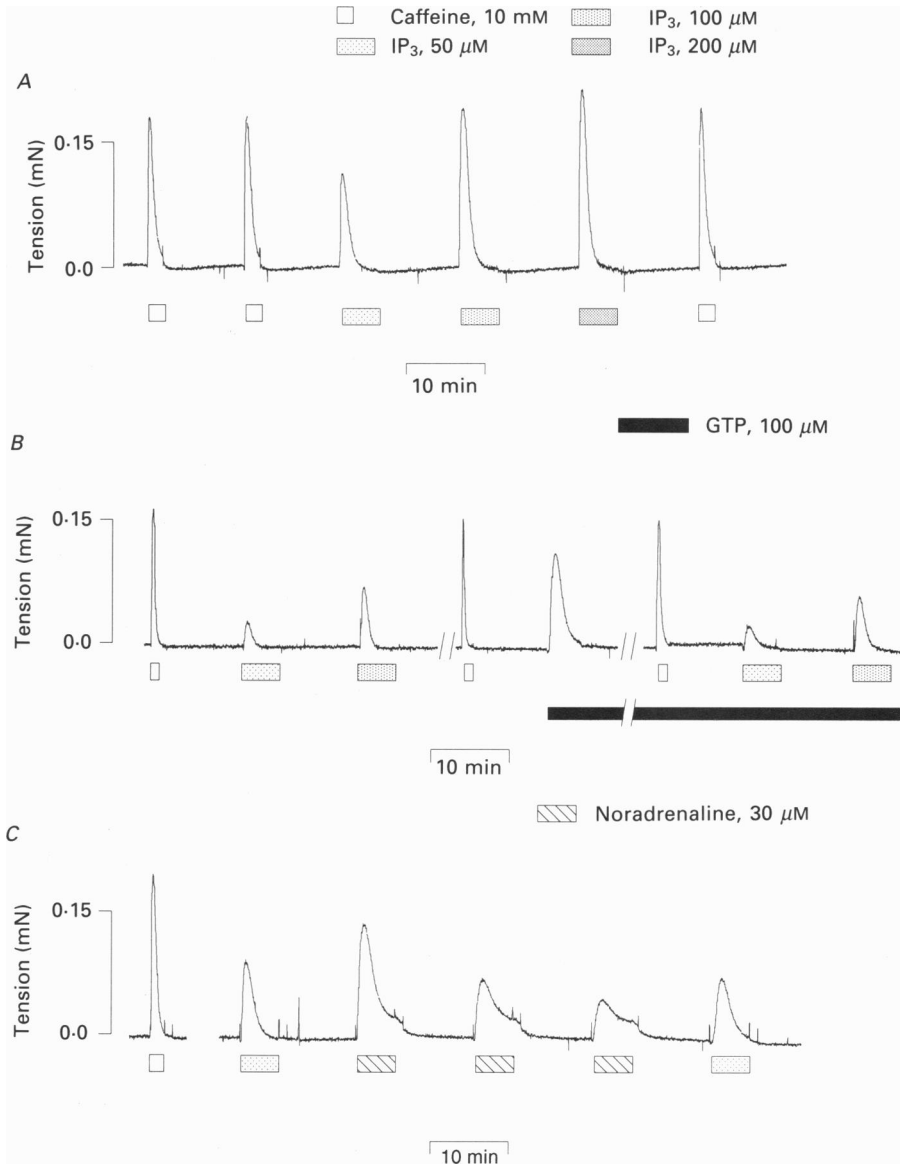 Caffeine, 10 mM
IP₃, 100 μM
IP₃, 50 μM
IP₃, 200 μM
A
Tension (mN)
0·15
0·0
10 min
GTP, 100 μM
B
Tension (mN)
0·15
0·0
10 min
Noradrenaline, 30 μM
C
Tension (mN)
0·15
0·0
10 min